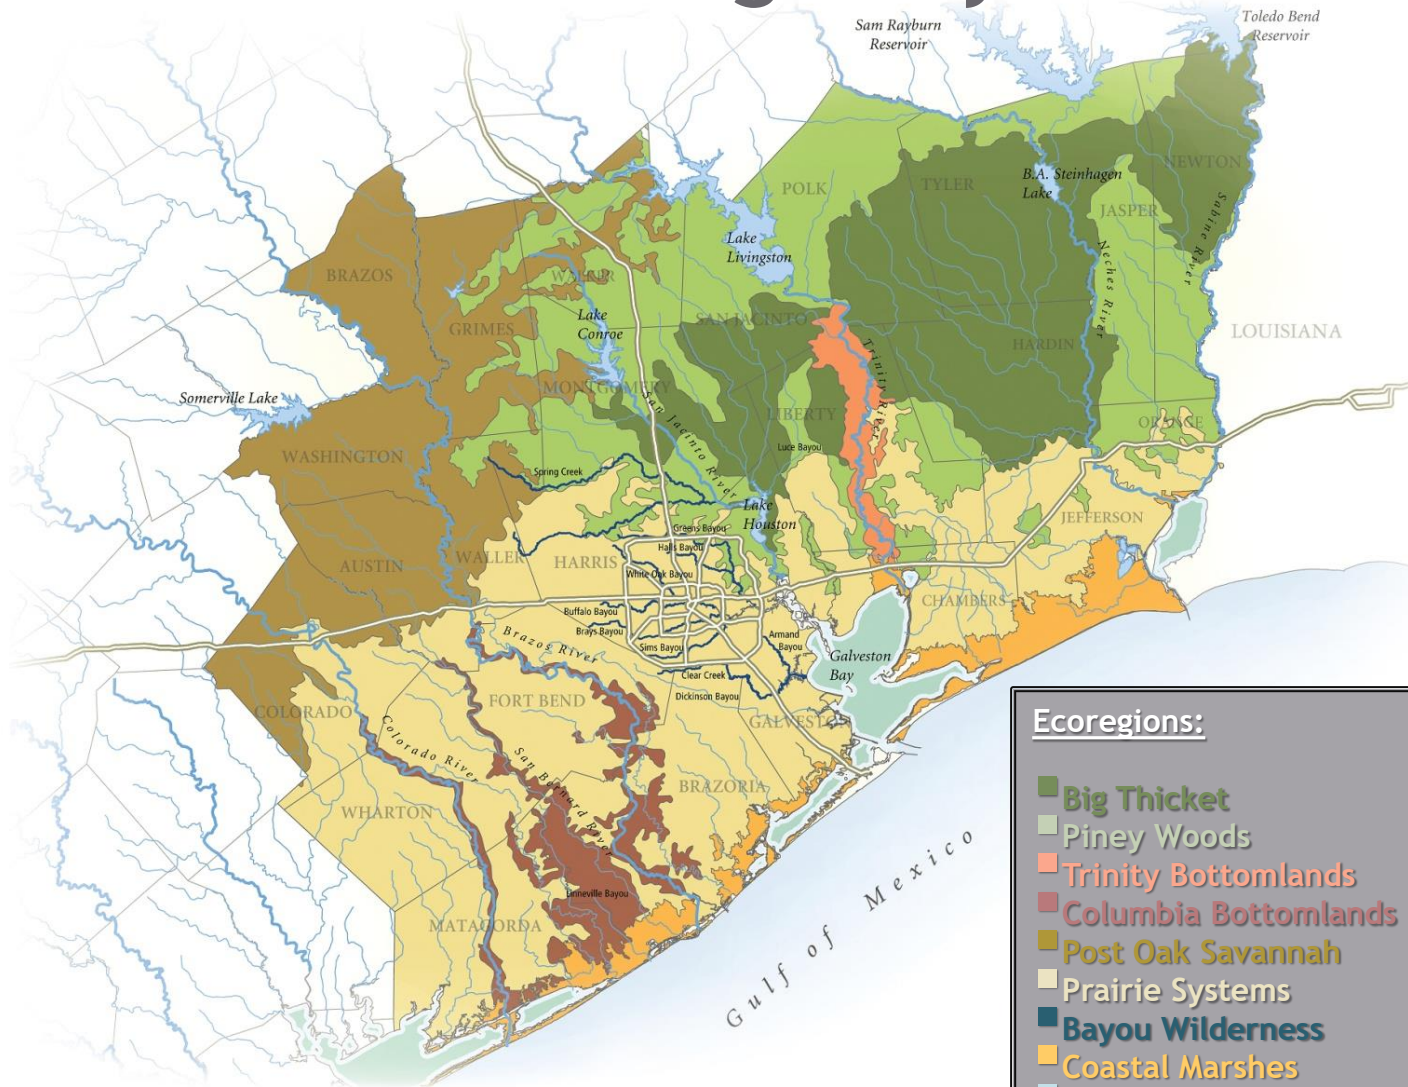 Sam Rayburn
Reservoir
Toledo Bend
Reservoir
POLK
TYLER
B.A. Steinhagen
Lake
NEWTON
JASPER
Sabine River
Neches River
Lake
Livingston
BRAZOS
WALKER
GRIMES
Lake
Conroe
SAN JACINTO
HARDIN
LOUISIANA
Trinity River
Somerville Lake
MONTGOMERY
San Jacinto River
LIBERTY
ORANGE
WASHINGTON
Luce Bayou
Spring Creek
Lake
Houston
JEFFERSON
Greens Bayou
Halls Bayou
AUSTIN
WALLER
HARRIS
White Oak Bayou
CHAMBERS
Buffalo Bayou
Brays Bayou
Sims Bayou
Armand
Bayou
Brazos River
Galveston
Bay
Clear Creek
Dickinson Bayou
FORT BEND
COLORADO
GALVESTON
Colorado River
San Bernard River
BRAZORIA
WHARTON
Linneville Bayou
MATAGORDA
Gulf of Mexico
Ecoregions:
Big Thicket
Piney Woods
Trinity Bottomlands
Columbia Bottomlands
Post Oak Savannah
Prairie Systems
Bayou Wilderness
Coastal Marshes